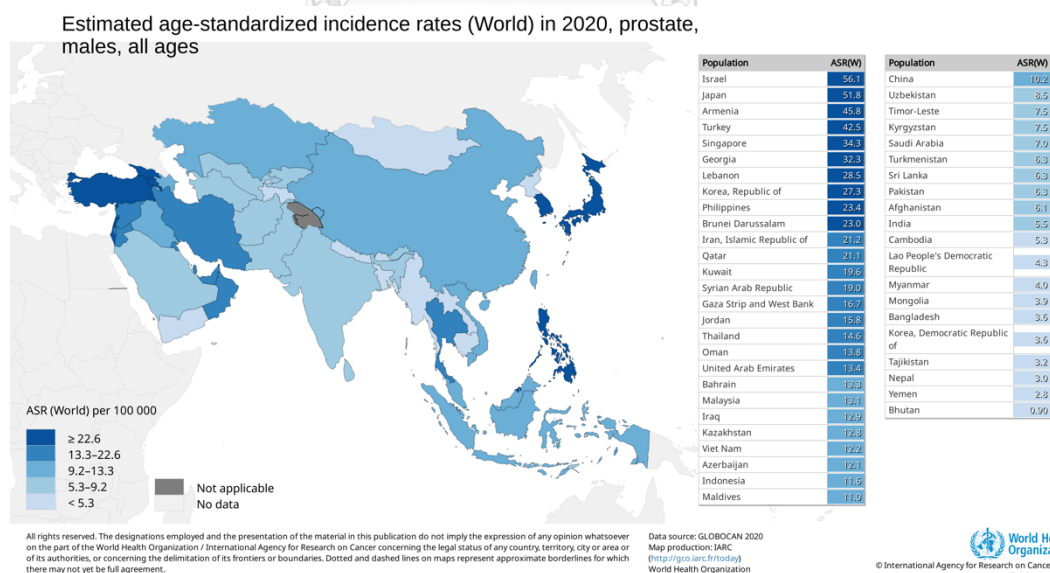 Estimated age-standardized incidence rates (World) in 2020, prostate,
males, all ages
Population ASR(W)
Israel 56.1
Japan 51.8
Armenia 45.8
Turkey 42.5
Singapore 34.3
Georgia 32.3
Lebanon 28.5
Korea, Republic of 27.3
Philippines 23.4
Brunei Darussalam 23.0
Iran, Islamic Republic of 21.2
Qatar 21.1
Kuwait 19.6
Syrian Arab Republic 19.0
Gaza Strip and West Bank 16.7
Jordan 15.8
Thailand 14.6
Oman 13.8
United Arab Emirates 13.4
Bahrain 13.3
Malaysia 13.1
Iraq 12.9
Kazakhstan 12.8
Viet Nam 12.2
Azerbaijan 12.1
Indonesia 11.6
Maldives 11.0
Population ASR(W)
China 10.2
Uzbekistan 8.5
Timor-Leste 7.5
Kyrgyzstan 7.5
Saudi Arabia 7.0
Turkmenistan 6.3
Sri Lanka 6.3
Pakistan 6.3
Afghanistan 6.1
India 5.5
Cambodia 5.3
Lao People's Democratic
Republic 4.3
Myanmar 4.0
Mongolia 3.9
Bangladesh 3.6
Korea, Democratic Republic
of 3.6
Tajikistan 3.2
Nepal 3.0
Yemen 2.8
Bhutan 0.90
ASR (World) per 100 000
≥ 22.6
13.3–22.6
9.2–13.3
5.3–9.2
< 5.3
Not applicable
No data
All rights reserved. The designations employed and the presentation of the material in this publication do not imply the expression of any opinion whatsoever
on the part of the World Health Organization / International Agency for Research on Cancer concerning the legal status of any country, territory, city or area or
of its authorities, or concerning the delimitation of its frontiers or boundaries. Dotted and dashed lines on maps represent approximate borderlines for which
there may not yet be full agreement.
Data source: GLOBOCAN 2020
Map production: IARC
(http://gco.iarc.fr/today)
World Health Organization
World He
Organiza
© International Agency for Research on Cance